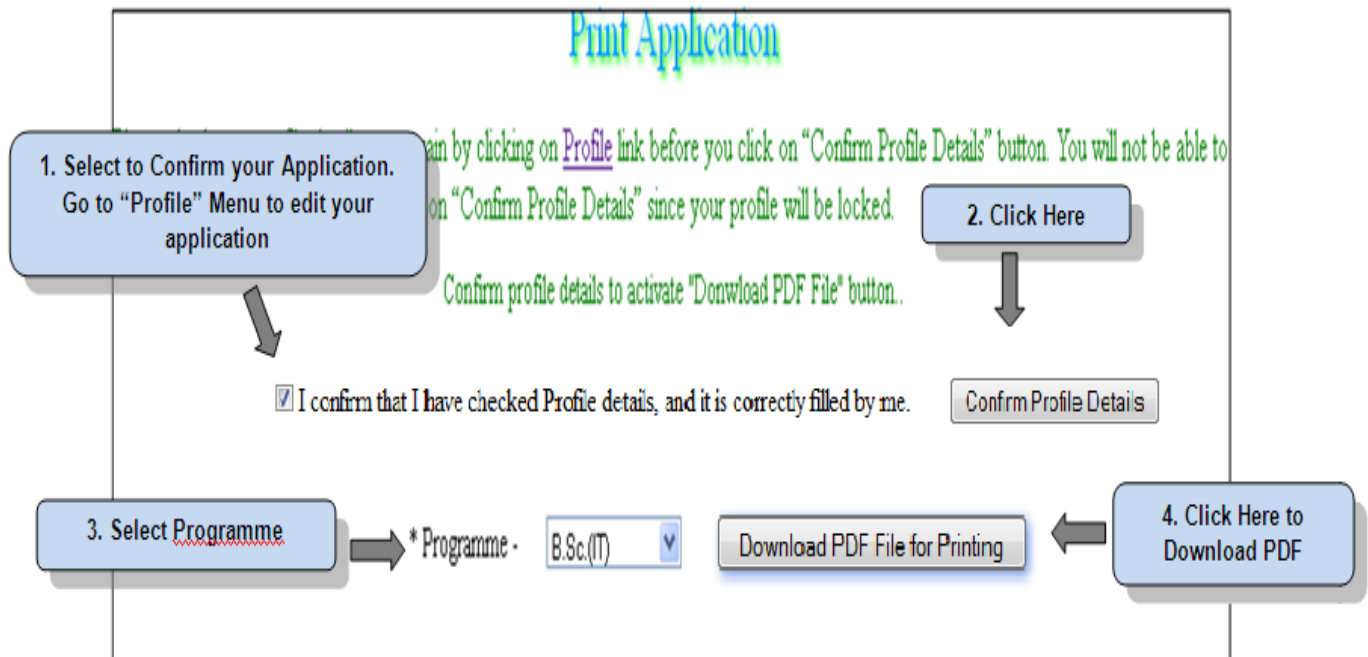 Print Application
ain by clicking on Profile link before you click on “Confirm Profile Details” button. You will not be able to
on “Confirm Profile Details” since your profile will be locked.
1. Select to Confirm your Application.
Go to “Profile” Menu to edit your
application
2. Click Here
Confirm profile details to activate "Donwload PDF File" button..
I confirm that I have checked Profile details, and it is correctly filled by me.
Confirm Profile Details
3. Select Programme
* Programme -
B.Sc.(IT)
Download PDF File for Printing
4. Click Here to
Download PDF